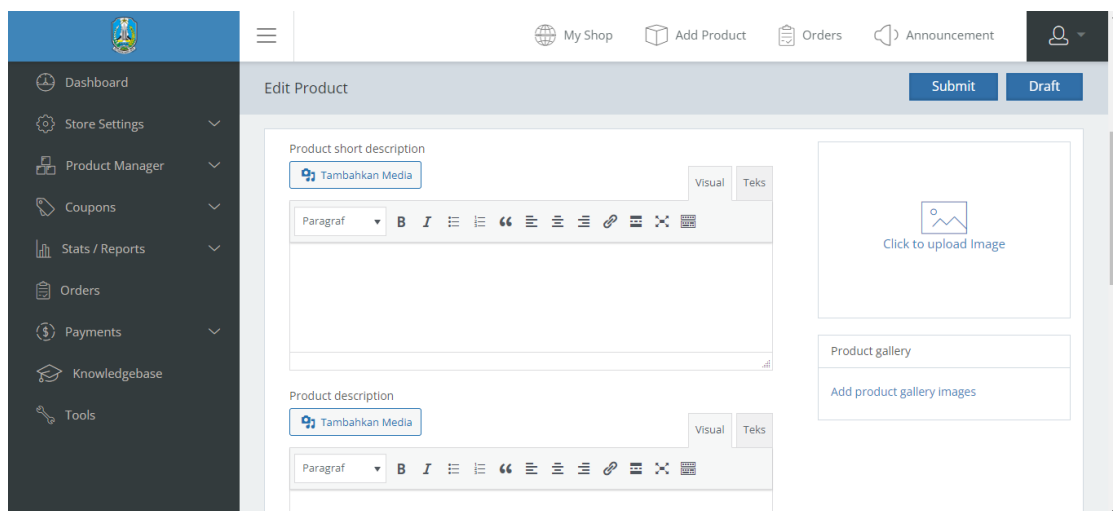 My Shop
Add Product
Orders
Announcement
Dashboard
Store Settings
Product Manager
Coupons
Stats / Reports
Orders
Payments
Knowledgebase
Tools
Edit Product
Submit
Draft
Product short description
Tambahkan Media
Visual
Teks
Paragraf
B
I
Click to upload Image
Product gallery
Add product gallery images
Product description
Tambahkan Media
Visual
Teks
Paragraf
B
I